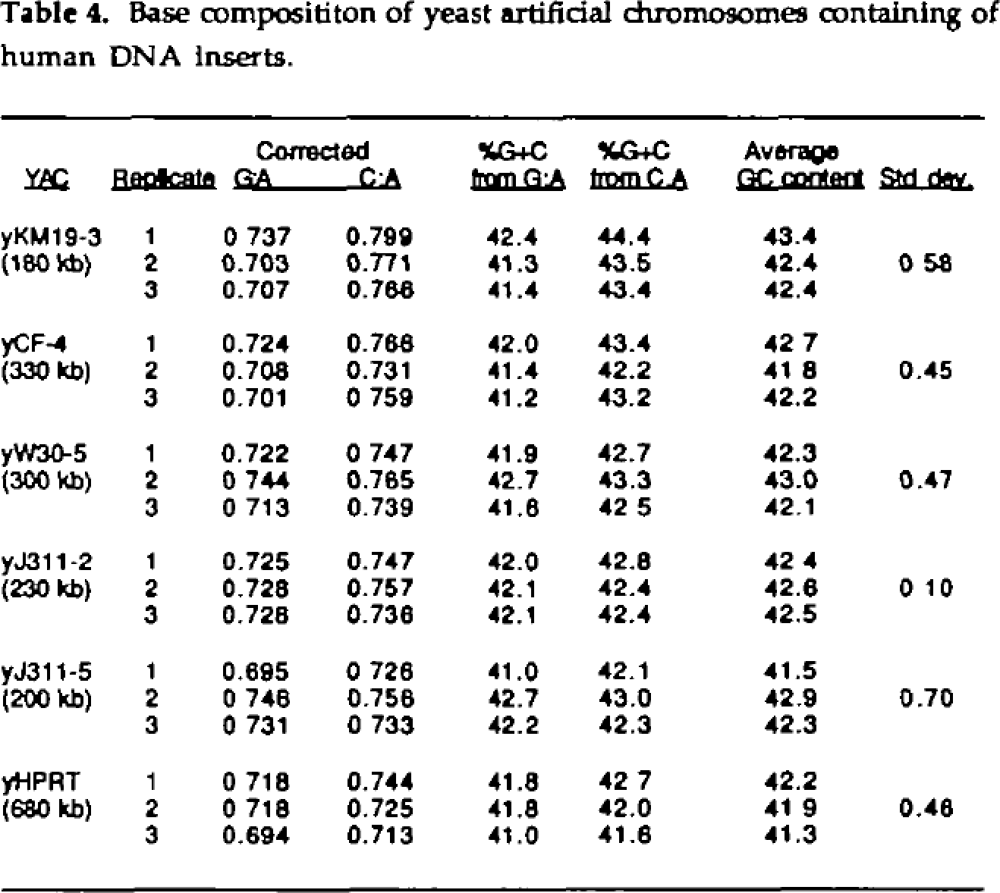 Table 4. Base composititon of yeast artificial chromosomes containing of
human DNA inserts.
Corrected %G+C %G+C Average
YAC Replicate G:A C:A from G:A from C.A GC content Std dev.
yKM19-3 1 0 737 0.799 42.4 44.4 43.4
(180 kb) 2 0.703 0.771 41.3 43.5 42.4 0 58
3 0.707 0.766 41.4 43.4 42.4
yCF-4 1 0.724 0.766 42.0 43.4 42 7
(330 kb) 2 0.708 0.731 41.4 42.2 41 8 0.45
3 0.701 0 759 41.2 43.2 42.2
yW30-5 1 0.722 0 747 41.9 42.7 42.3
(300 kb) 2 0 744 0.765 42.7 43.3 43.0 0.47
3 0 713 0.739 41.6 42 5 42.1
yJ311-2 1 0.725 0.747 42.0 42.8 42 4
(230 kb) 2 0.728 0.757 42.1 42.4 42.6 0 10
3 0.728 0.736 42.1 42.4 42.5
yJ311-5 1 0.695 0 726 41.0 42.1 41.5
(200 kb) 2 0 746 0.756 42.7 43.0 42.9 0.70
3 0 731 0 733 42.2 42.3 42.3
yHPRT 1 0 718 0.744 41.8 42 7 42.2
(680 kb) 2 0 718 0.725 41.8 42.0 41 9 0.46
3 0.694 0.713 41.0 41.6 41.3